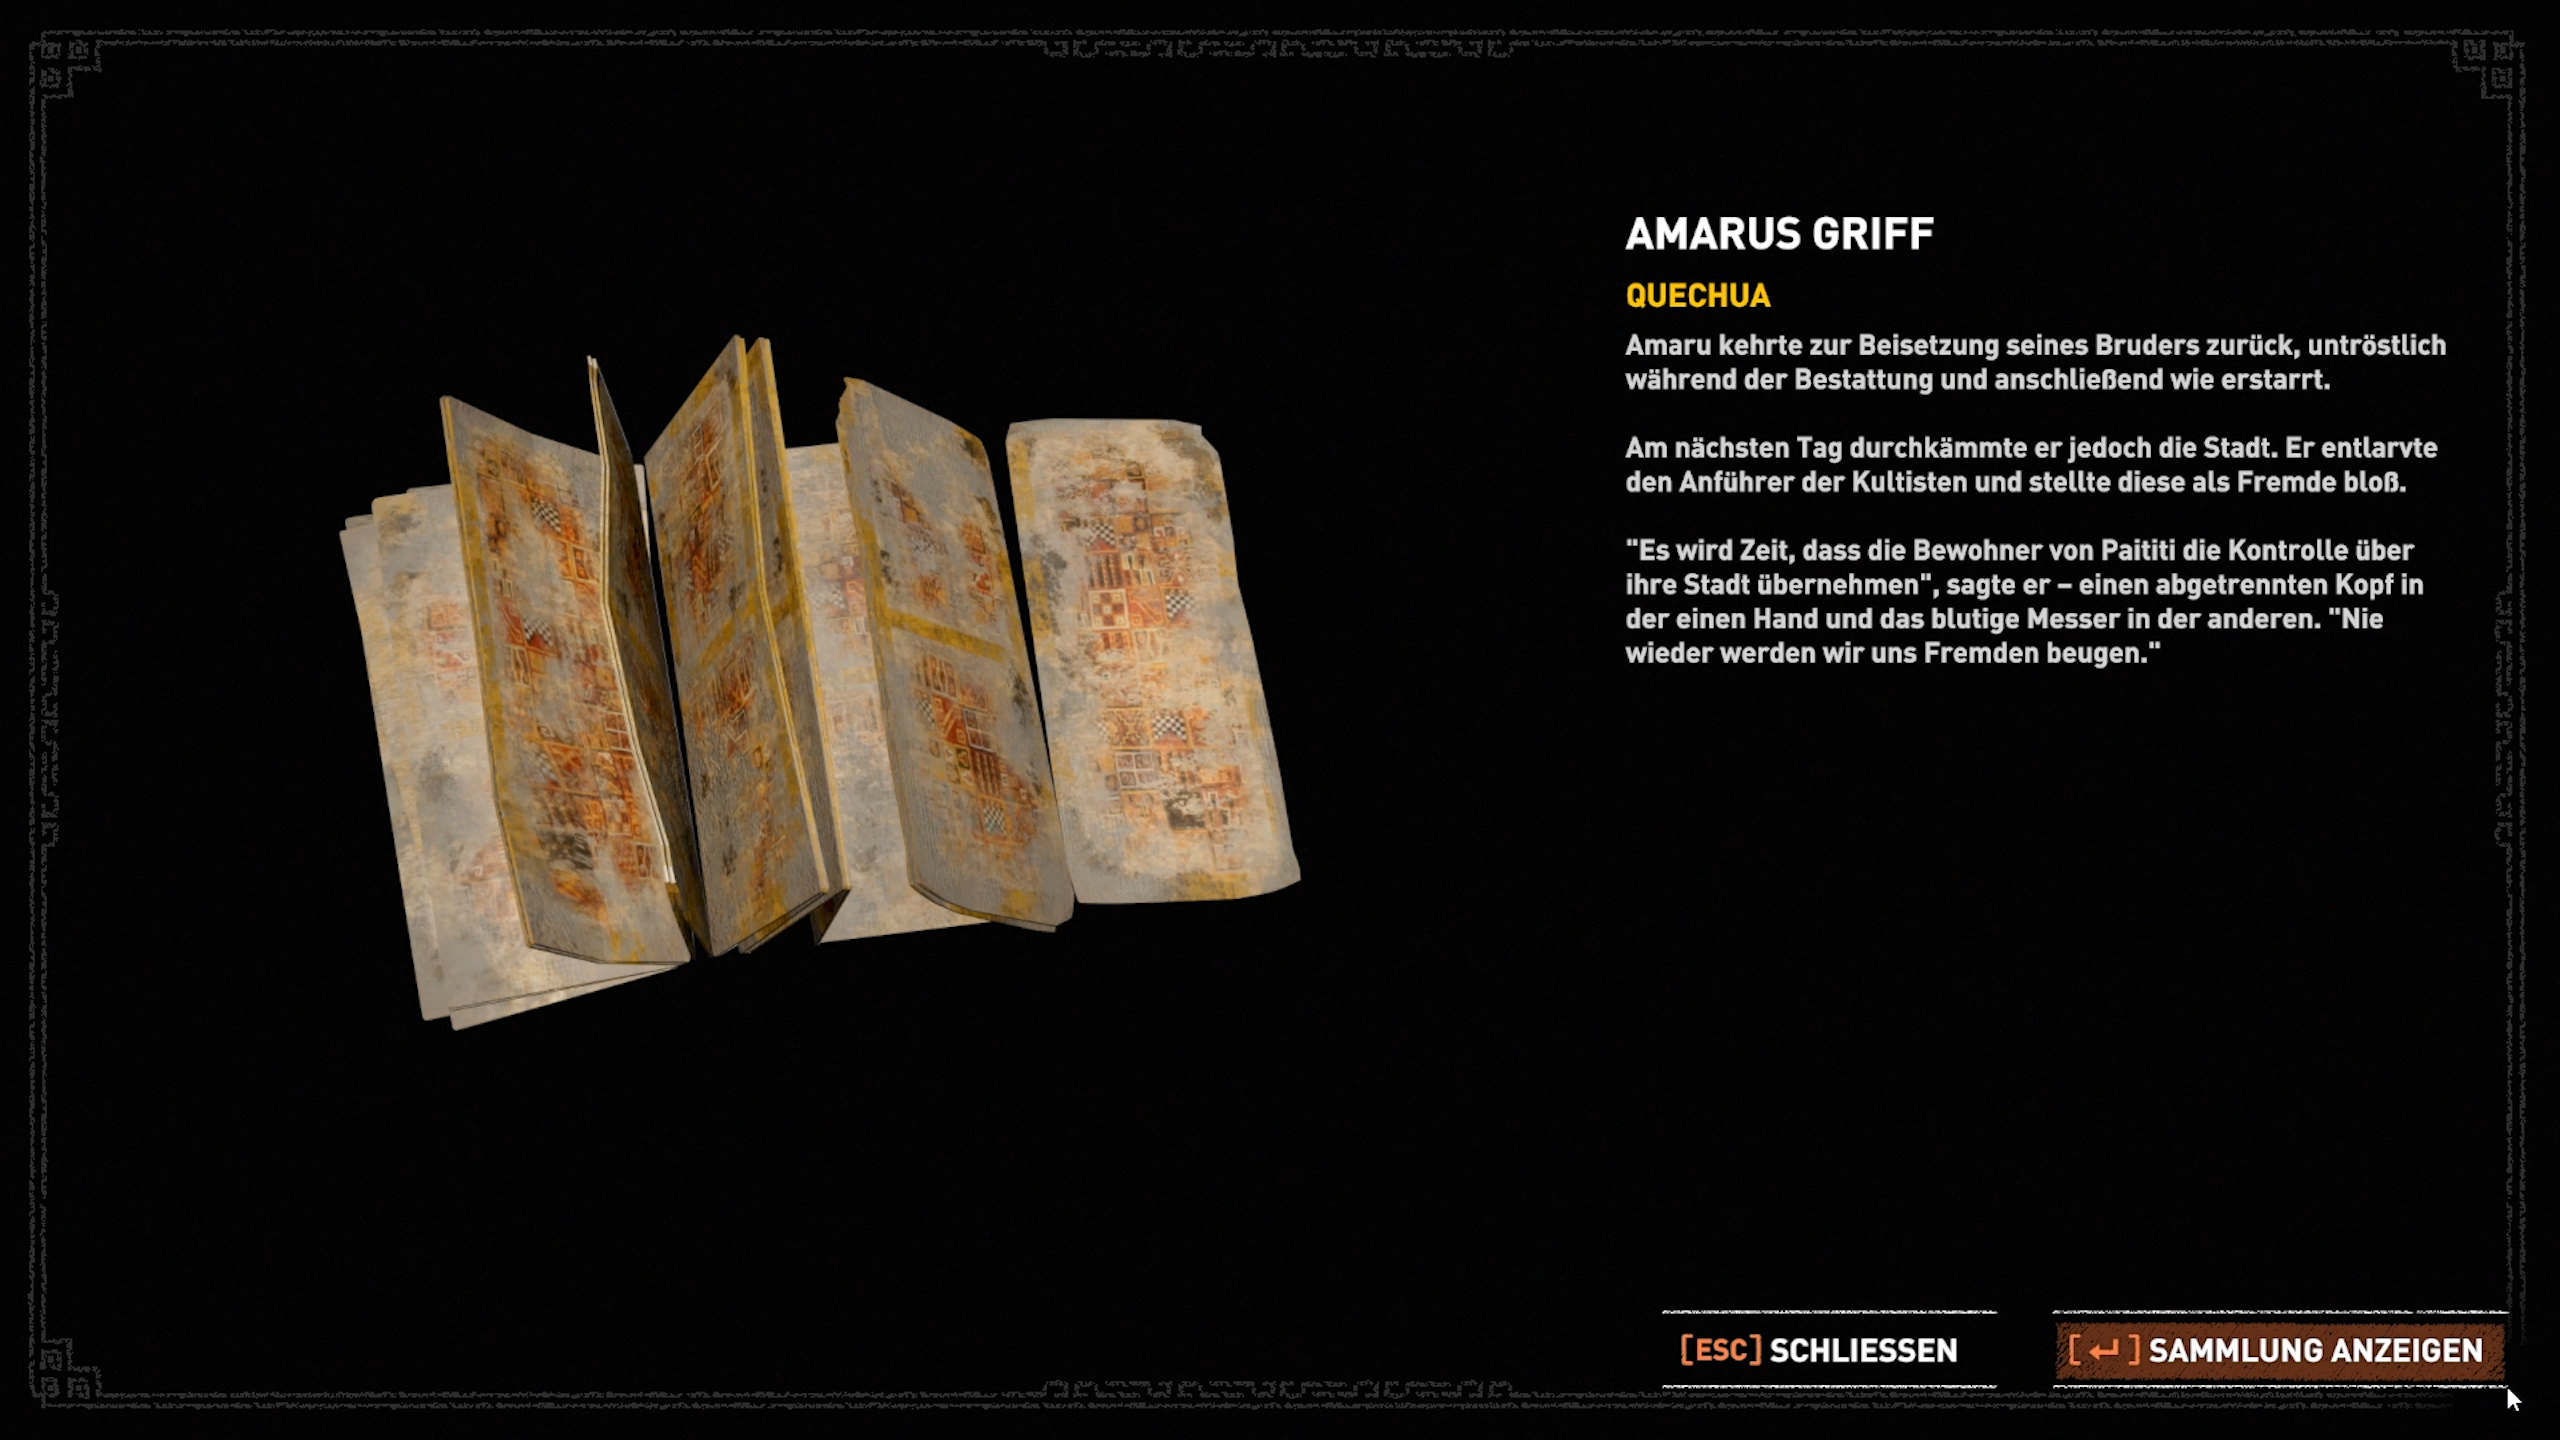 AMARUS GRIFF
QUECHUA
Amaru kehrte zur Beisetzung seines Bruders zurück, untröstlich
während der Bestattung und anschließend wie erstarrt.
Am nächsten Tag durchkämmte er jedoch die Stadt. Er entlarvte
den Anführer der Kultisten und stellte diese als Fremde bloß.
"Es wird Zeit, dass die Bewohner von Paititi die Kontrolle über
ihre Stadt übernehmen", sagte er – einen abgetrennten Kopf in
der einen Hand und das blutige Messer in der anderen. "Nie
wieder werden wir uns Fremden beugen."
[ESC] SCHLIESSEN
[↵] SAMMLUNG ANZEIGEN